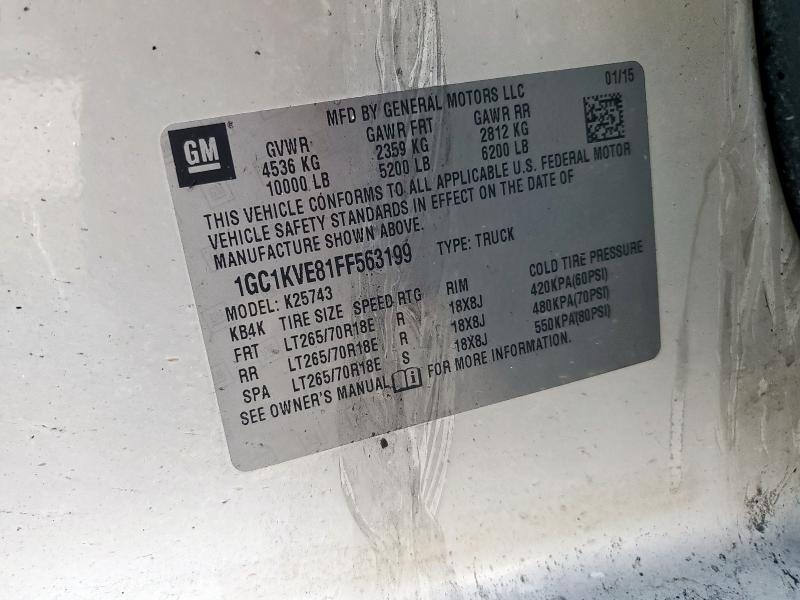 01/15
MFD BY GENERAL MOTORS LLC
GM
GVWR GAWR FRT GAWR RR
4536 KG 2359 KG 2812 KG
10000 LB 5200 LB 6200 LB
THIS VEHICLE CONFORMS TO ALL APPLICABLE U.S. FEDERAL MOTOR
VEHICLE SAFETY STANDARDS IN EFFECT ON THE DATE OF
MANUFACTURE SHOWN ABOVE.
1GC1KVE81FF563199 TYPE: TRUCK
MODEL: K25743
KB4K TIRE SIZE SPEED RTG RIM COLD TIRE PRESSURE
FRT LT265/70R18E R 18X8J 420KPA(60PSI)
RR LT265/70R18E R 18X8J 480KPA(70PSI)
SPA LT265/70R18E S 18X8J 550KPA(80PSI)
SEE OWNER'S MANUAL FOR MORE INFORMATION.